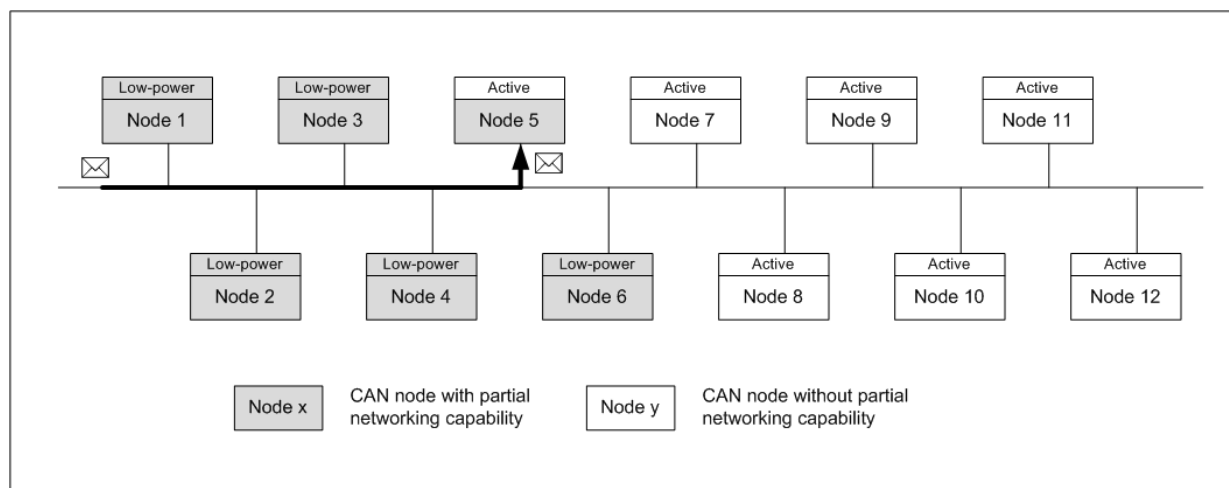 Low-power
Node 1
Low-power
Node 3
Active
Node 5
Active
Node 7
Active
Node 9
Active
Node 11
Low-power
Node 2
Low-power
Node 4
Low-power
Node 6
Active
Node 8
Active
Node 10
Active
Node 12
Node x
CAN node with partial
networking capability
Node y
CAN node without partial
networking capability